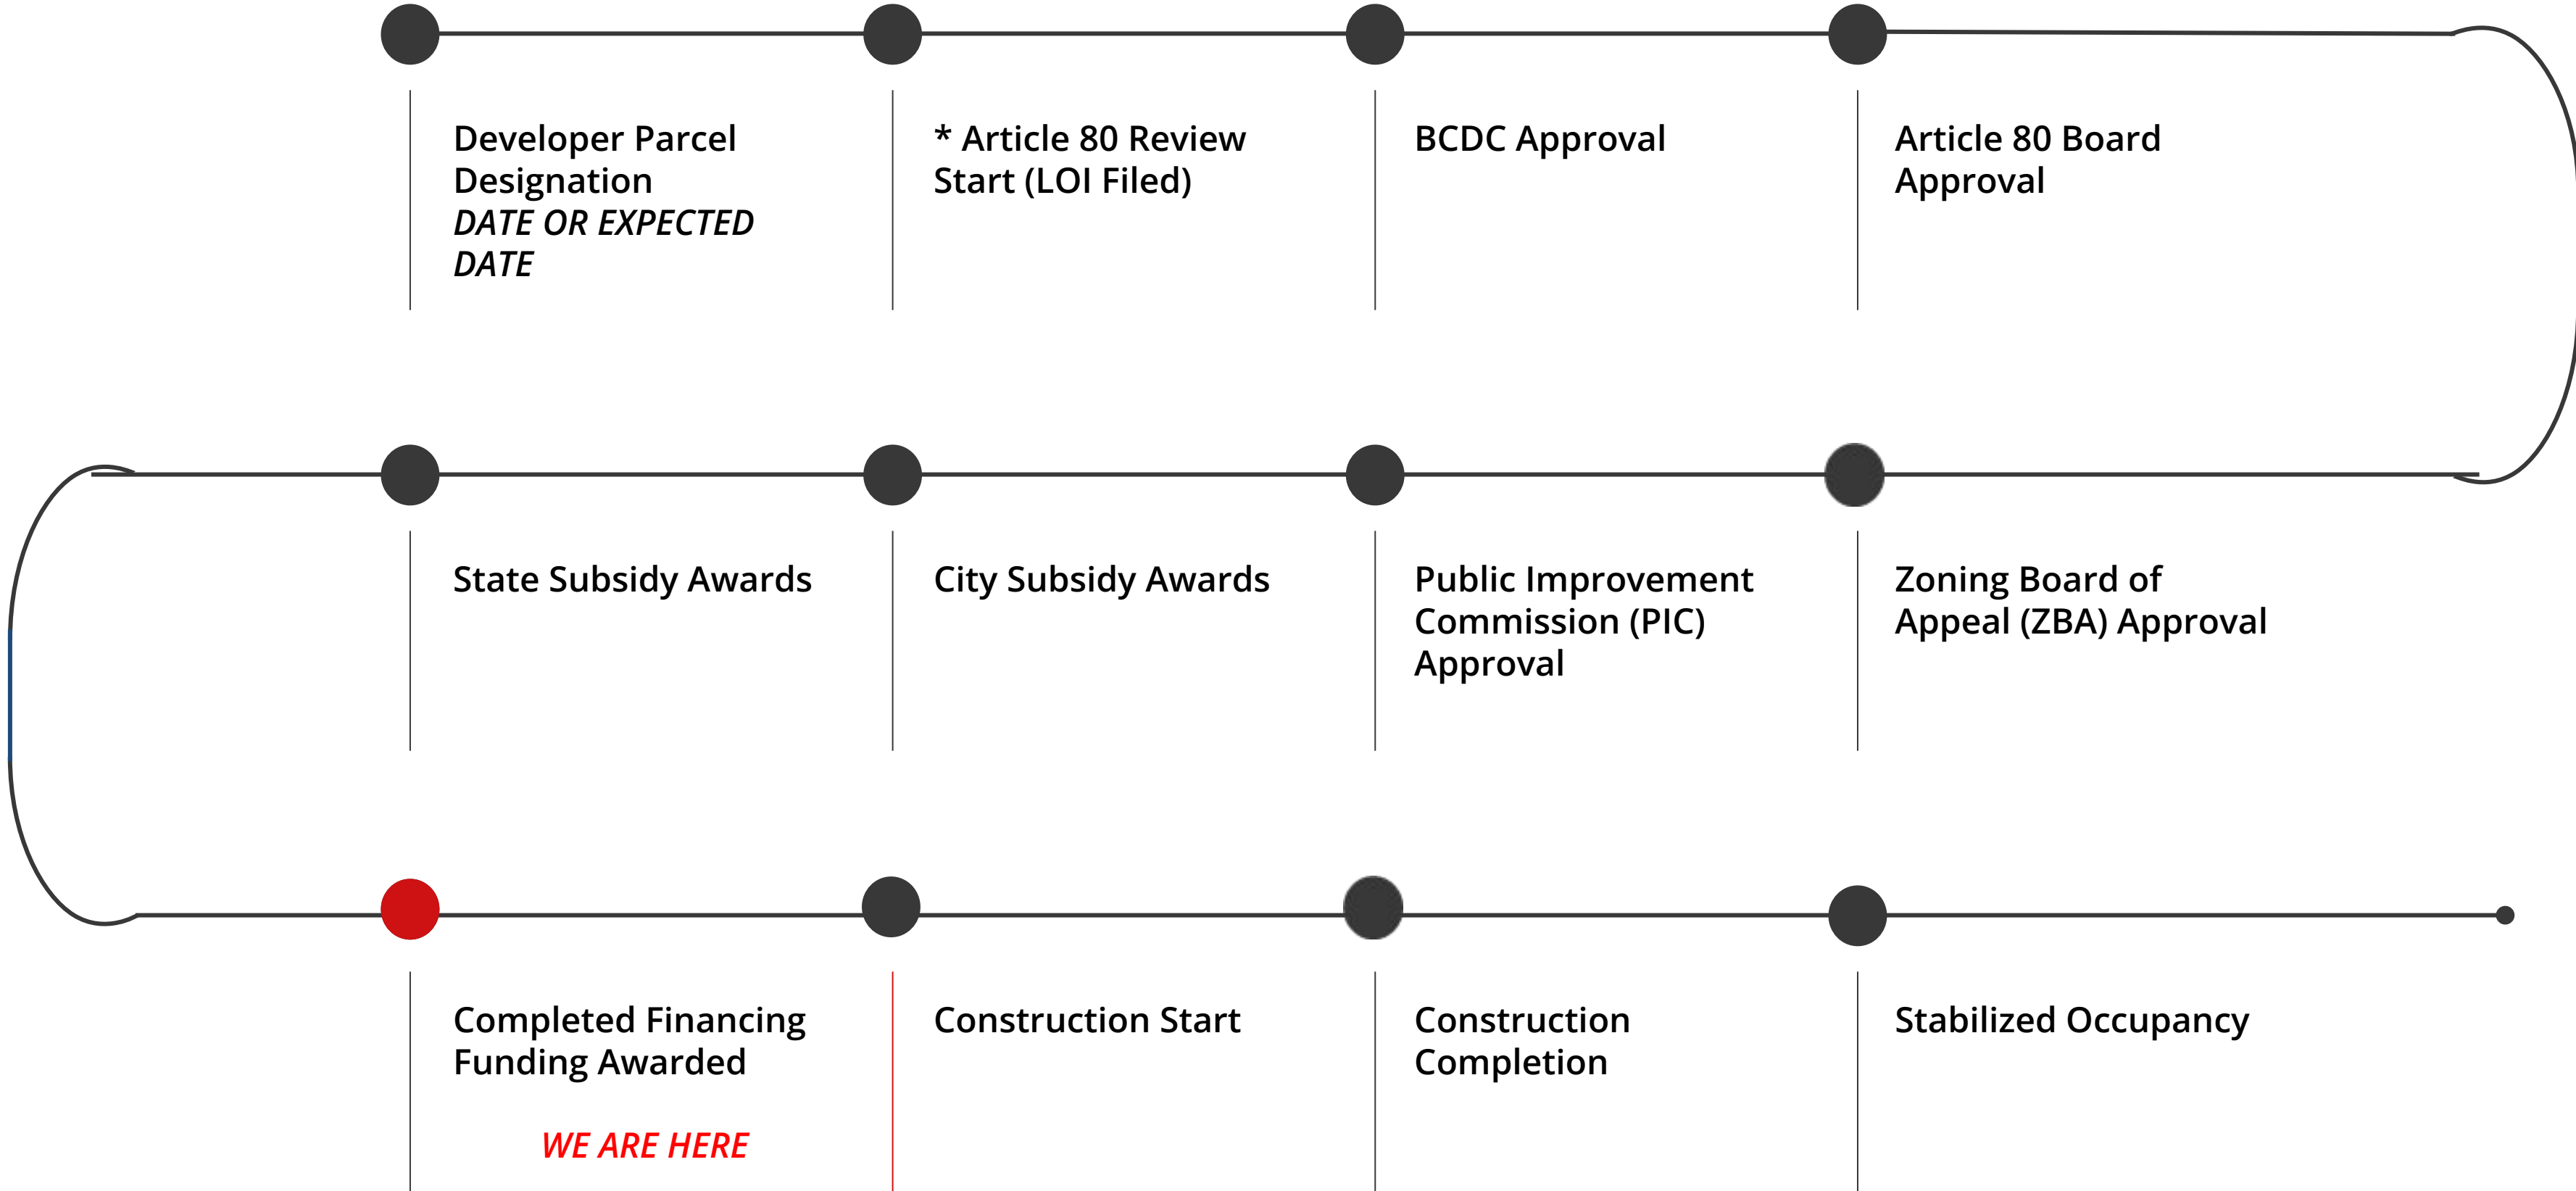 Developer Parcel
Designation
DATE OR EXPECTED
DATE
* Article 80 Review
Start (LOI Filed)
BCDC Approval
Article 80 Board
Approval
State Subsidy Awards
City Subsidy Awards
Public Improvement
Commission (PIC)
Approval
Zoning Board of
Appeal (ZBA) Approval
Completed Financing
Funding Awarded
WE ARE HERE
Construction Start
Construction
Completion
Stabilized Occupancy